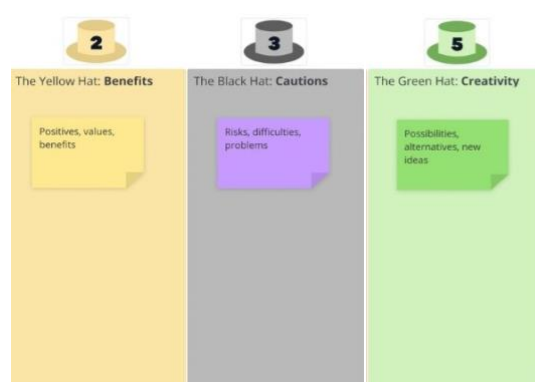 2
3
5
The Yellow Hat: Benefits
The Black Hat: Cautions
The Green Hat: Creativity
Positives, values,
benefits
Risks, difficulties,
problems
Possibilities,
alternatives, new
ideas